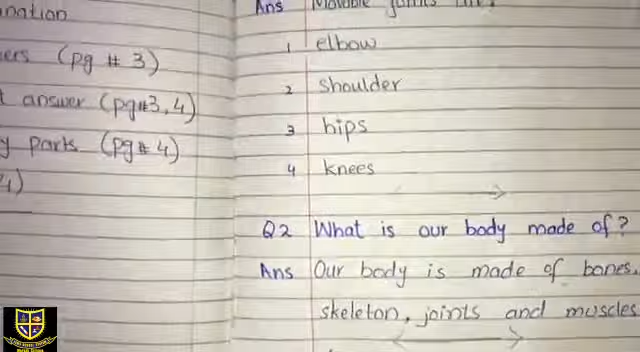 nation
ers (pg # 3)
t answer (pg#3,4)
y parts (pg# 4)
Ans Movable joints are
1 elbow
2 shoulder
3 hips
4 knees
Q2 What is our body made of?
Ans Our body is made of bones,
skeleton, joints and muscles